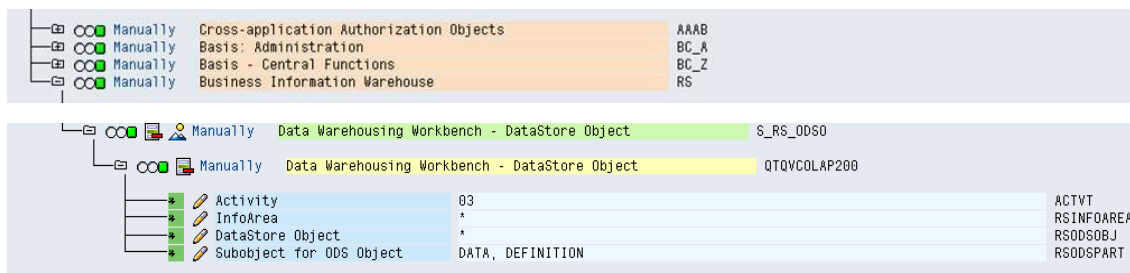 Manually Cross-application Authorization Objects AAAB
Manually Basis: Administration BC_A
Manually Basis - Central Functions BC_Z
Manually Business Information Warehouse RS
Manually Data Warehousing Workbench - DataStore Object S_RS_ODSO
Manually Data Warehousing Workbench - DataStore Object QTQVCOLAP200
* Activity 03 ACTVT
* InfoArea * RSINFOAREA
* DataStore Object * RSODSOBJ
* Subobject for ODS Object DATA, DEFINITION RSODSPART